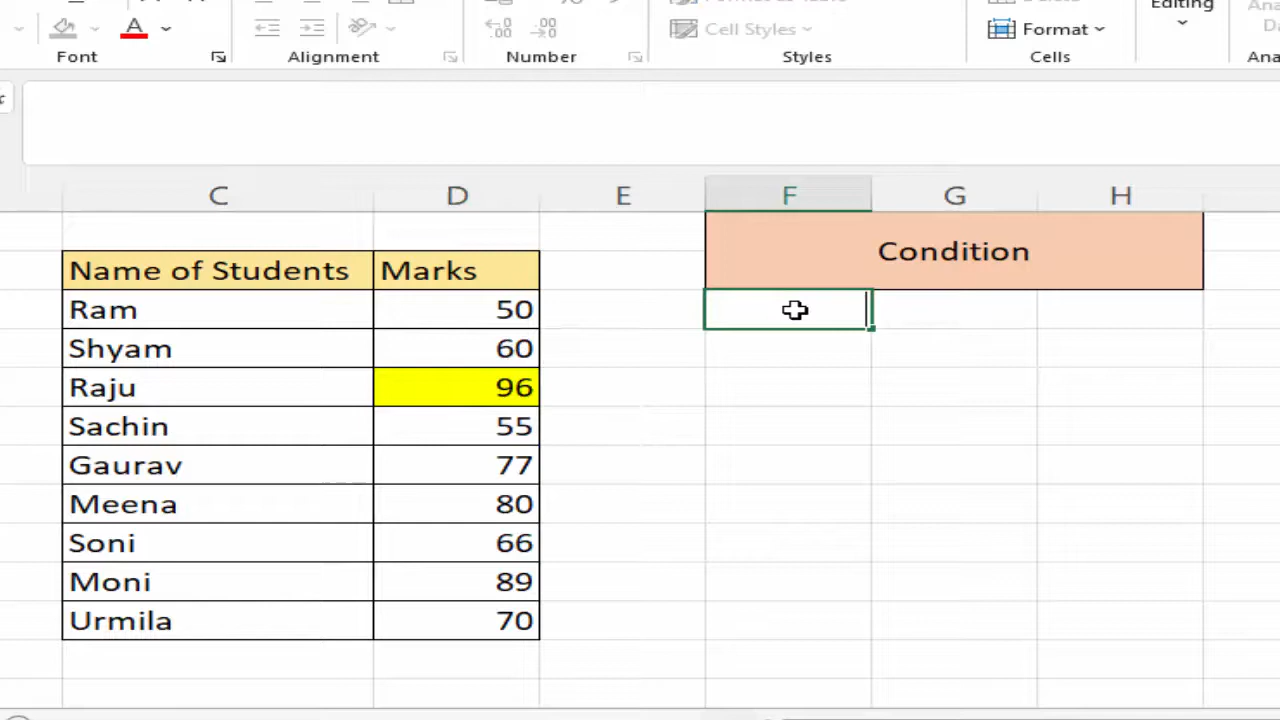 Editing
Cell Styles
Format
Font
Alignment
Number
Styles
Cells
C D E F G H
Condition
Name of Students Marks
Ram 50
Shyam 60
Raju 96
Sachin 55
Gaurav 77
Meena 80
Soni 66
Moni 89
Urmila 70